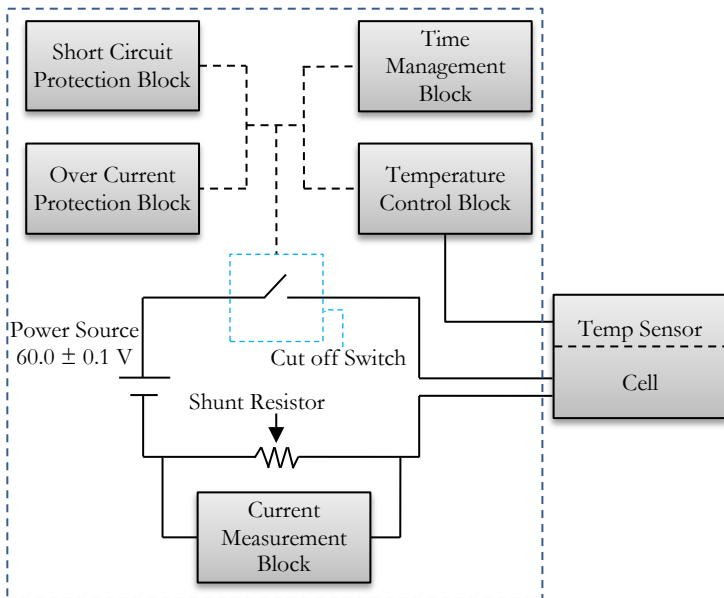 Short Circuit
Protection Block
Time
Management
Block
Over Current
Protection Block
Temperature
Control Block
Power Source
60.0 ± 0.1 V
Cut off Switch
Temp Sensor
Cell
Shunt Resistor
Current
Measurement
Block